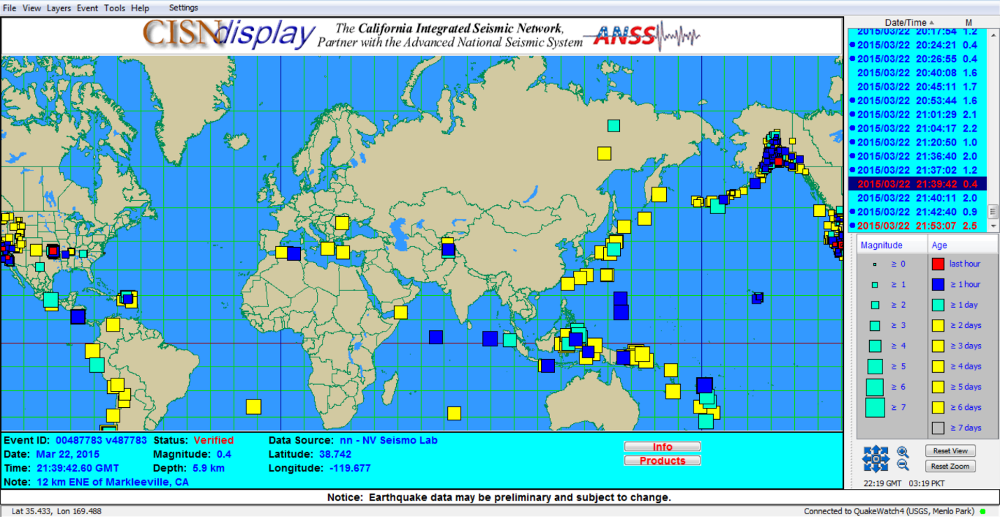 File View Layers Event Tools Help Settings
CISNdisplay
The California Integrated Seismic Network,
Partner with the Advanced National Seismic System
ANSS
Date/Time M
2015/03/22 20:17:54 1.2
2015/03/22 20:24:21 0.4
2015/03/22 20:26:55 0.4
2015/03/22 20:40:08 1.6
2015/03/22 20:45:11 1.7
2015/03/22 20:53:44 1.6
2015/03/22 21:01:29 2.1
2015/03/22 21:04:17 2.2
2015/03/22 21:20:50 1.0
2015/03/22 21:36:40 2.0
2015/03/22 21:37:02 1.2
2015/03/22 21:39:42 0.4
2015/03/22 21:40:11 2.0
2015/03/22 21:42:40 0.9
2015/03/22 21:53:07 2.5
Magnitude Age
≥ 0 last hour
≥ 1 ≥ 1 hour
≥ 2 ≥ 1 day
≥ 3 ≥ 2 days
≥ 4 ≥ 3 days
≥ 5 ≥ 4 days
≥ 6 ≥ 5 days
≥ 7 ≥ 6 days
≥ 7 days
Reset View
Reset Zoom
22:19 GMT 03:19 PKT
Event ID: 00487783 v487783 Status: Verified Data Source: nn - NV Seismo Lab
Date: Mar 22, 2015 Magnitude: 0.4 Latitude: 38.742
Time: 21:39:42.60 GMT Depth: 5.9 km Longitude: -119.677
Note: 12 km ENE of Markleeville, CA
Info
Products
Notice: Earthquake data may be preliminary and subject to change.
Lat 35.433, Lon 169.488 Connected to QuakeWatch4 (USGS, Menlo Park)